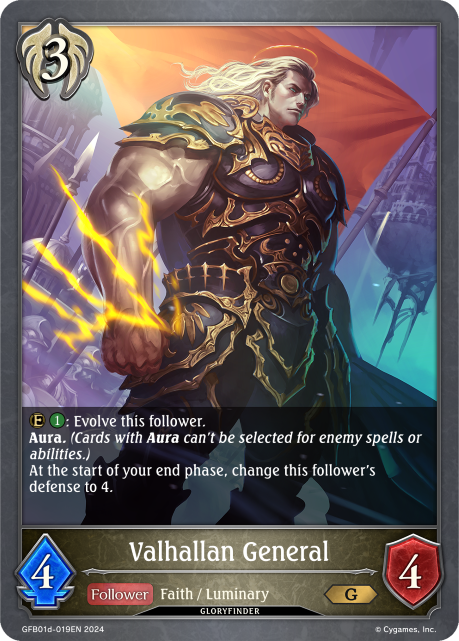 3
E 1: Evolve this follower.
Aura. (Cards with Aura can't be selected for enemy spells or
abilities.)
At the start of your end phase, change this follower's
defense to 4.
Valhallan General
4
Follower Faith / Luminary G
4
GLORYFINDER
GFB01d-019EN 2024 © Cygames, Inc.